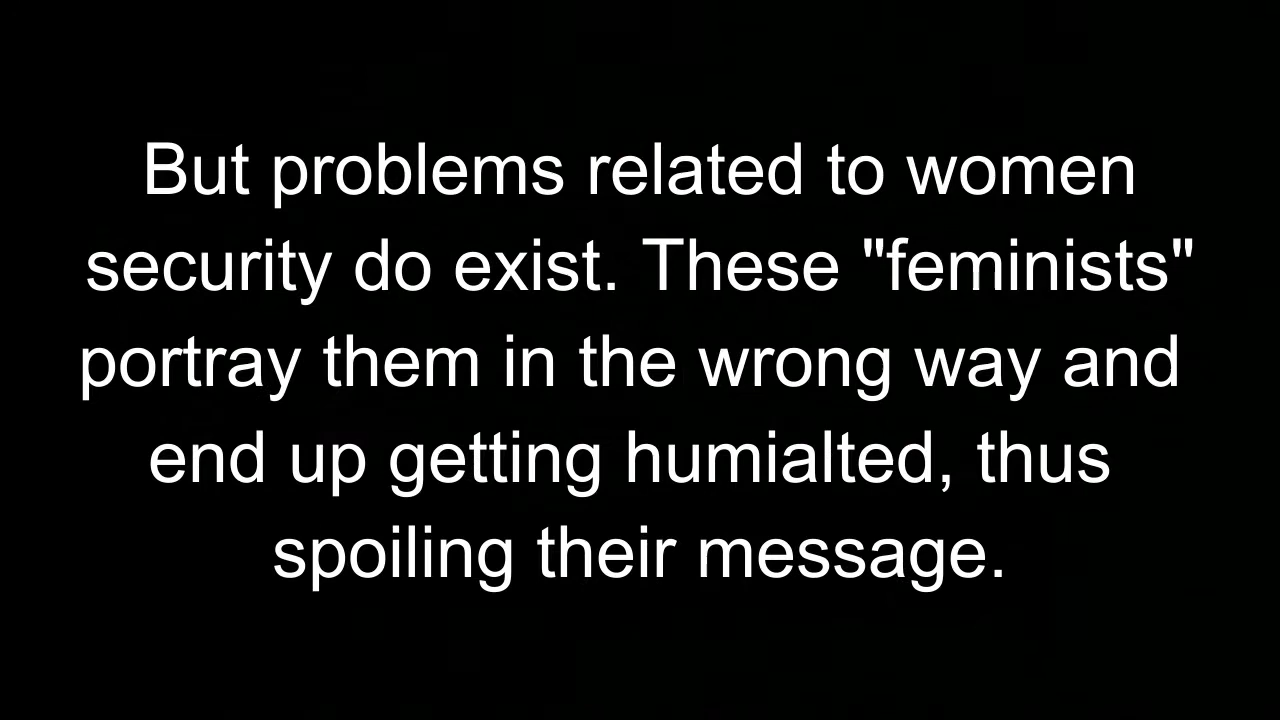 But problems related to women
security do exist. These "feminists"
portray them in the wrong way and
end up getting humialted, thus
spoiling their message.